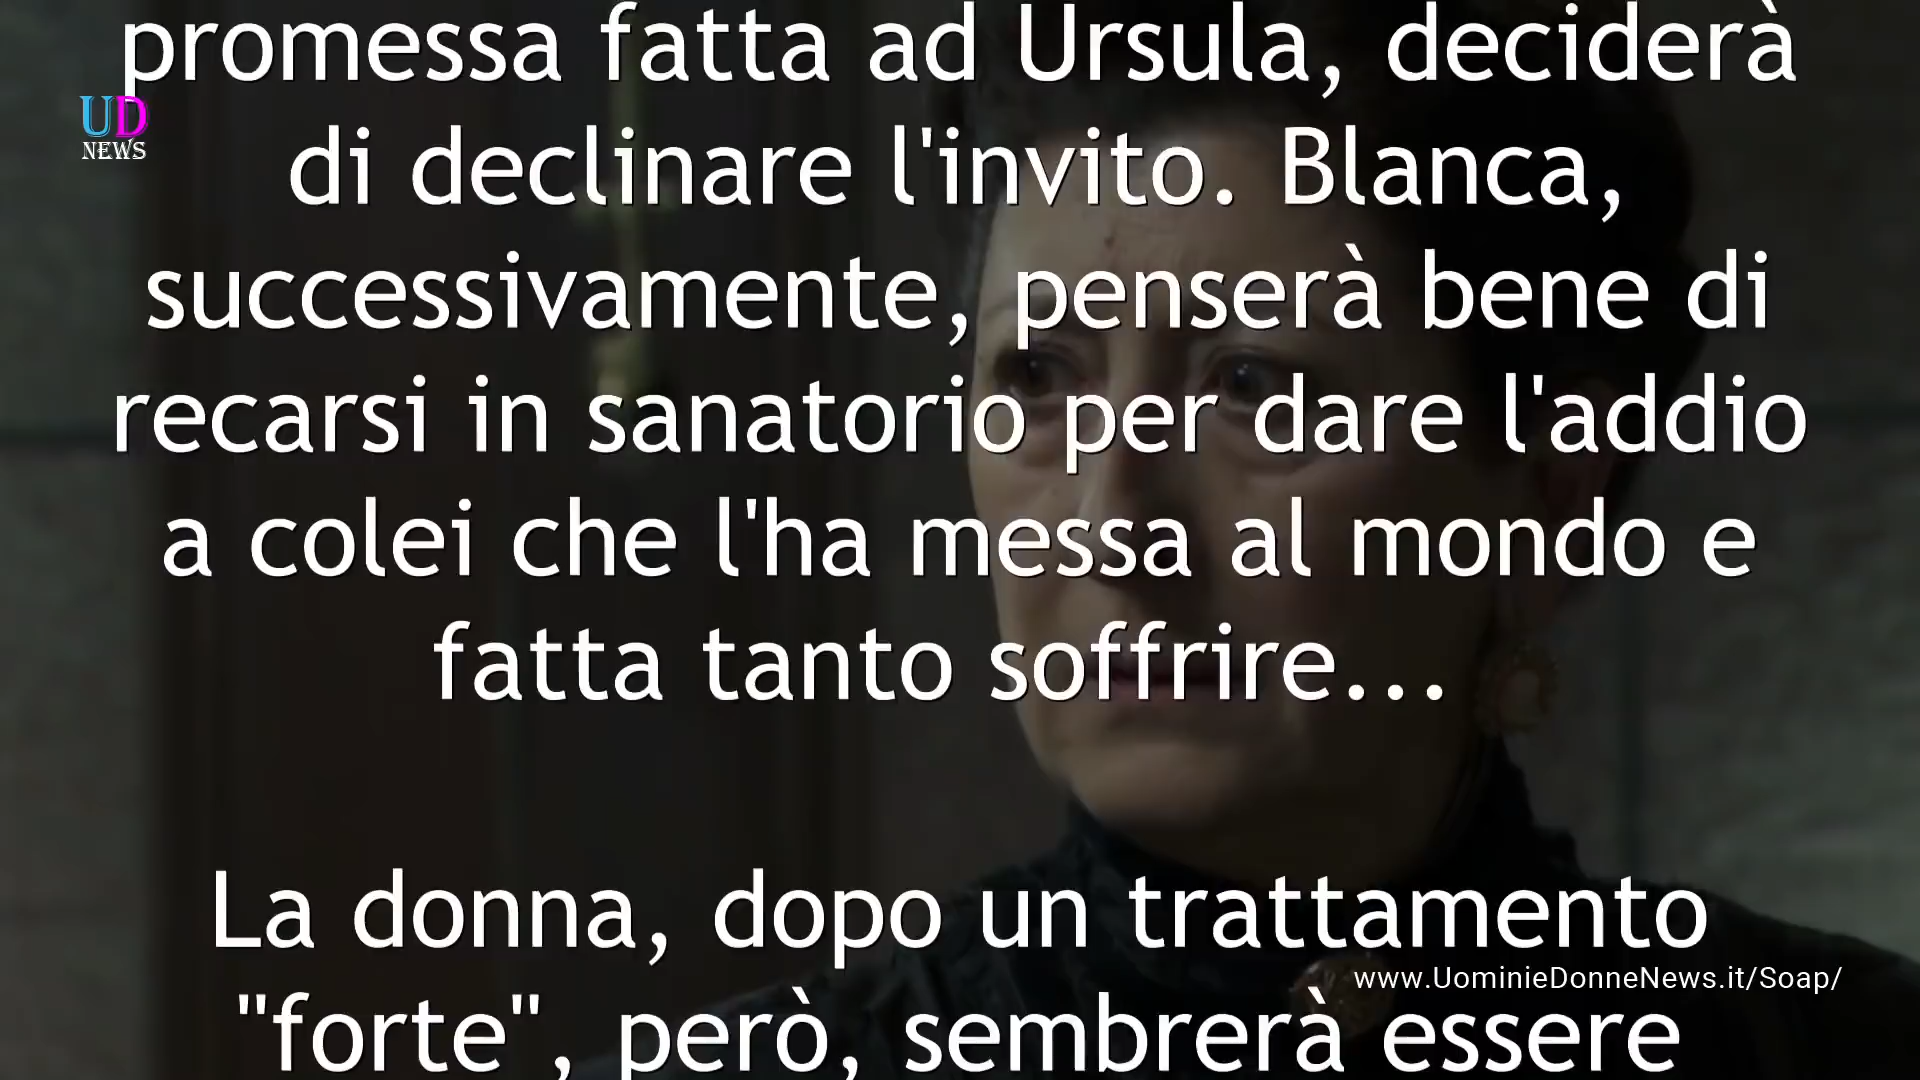 promessa fatta ad Ursula, deciderà
UD
NEWS
di declinare l'invito. Blanca,
successivamente, penserà bene di
recarsi in sanatorio per dare l'addio
a colei che l'ha messa al mondo e
fatta tanto soffrire...
La donna, dopo un trattamento
www.UominieDonneNews.it/Soap/
"forte", però, sembrerà essere